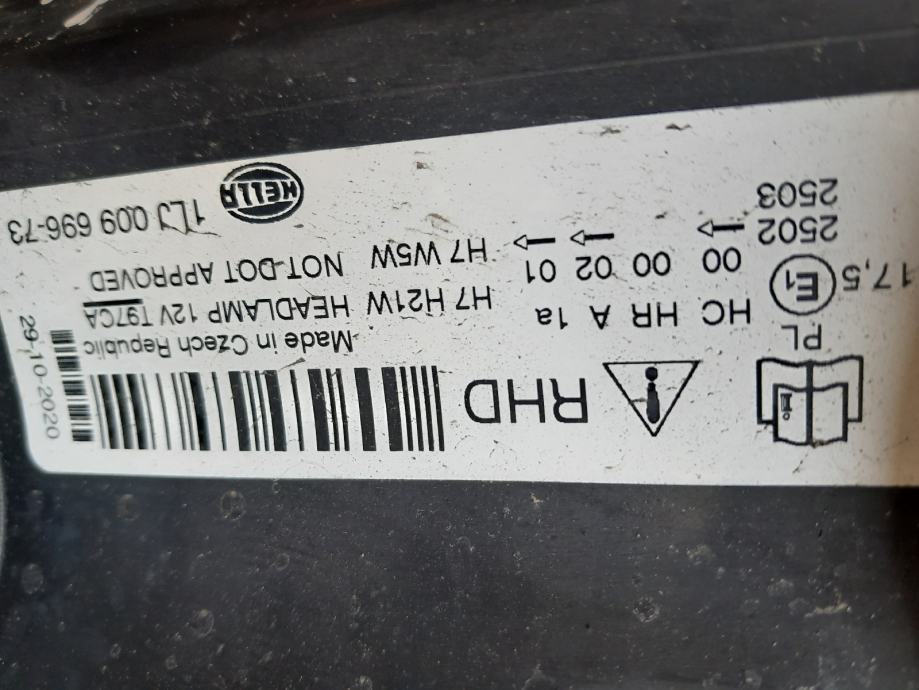 PL
RHD
29-10-2020
Made in Czech Republic
17,5
E1
HC HR A 1a
H7 H21W HEADLAMP 12V T97CA
00 00 02 01
H7 W5W NOT-DOT APPROVED
2502
2503
HELLA
1LJ 009 696-73